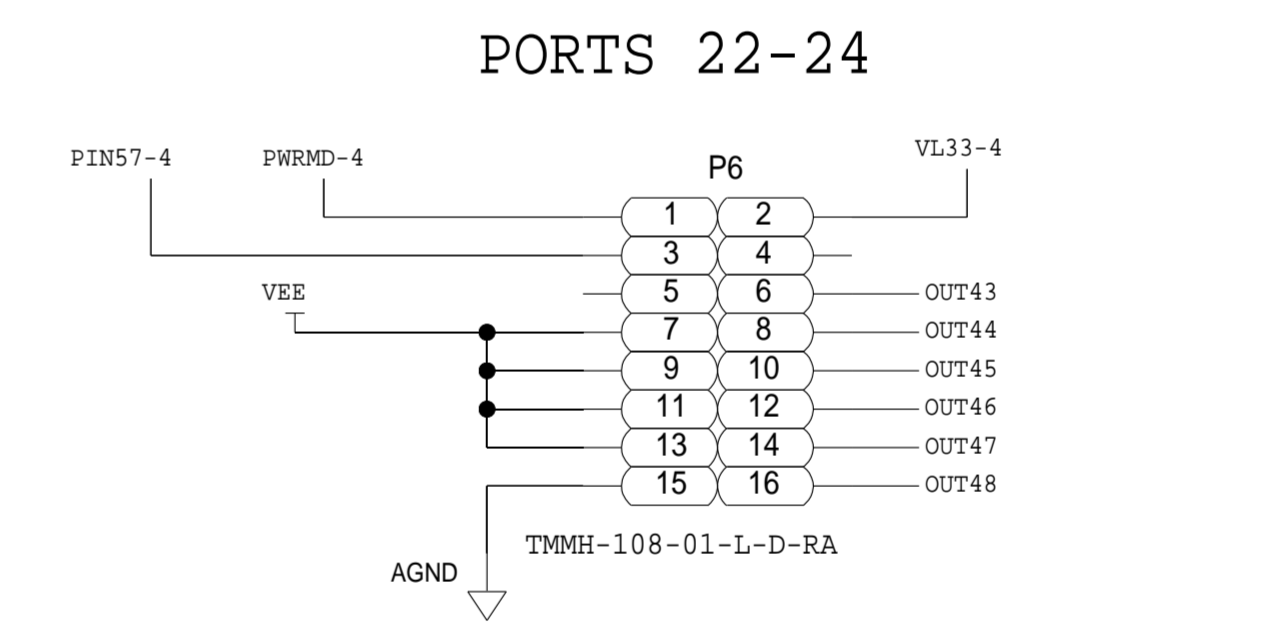 PORTS 22-24
PIN57-4 PWRMD-4 P6 VL33-4
1 2
3 4
VEE 5 6 OUT43
7 8 OUT44
9 10 OUT45
11 12 OUT46
13 14 OUT47
15 16 OUT48
TMMH-108-01-L-D-RA
AGND